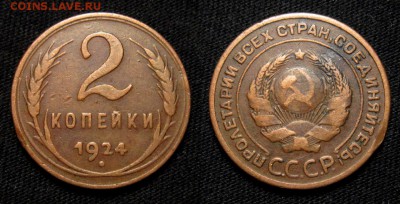 COINS.LAVE.RU
2
КОПЕЙКИ
1924
ПРОЛЕТАРИИ ВСЕХ СТРАН, СОЕДИНЯЙТЕСЬ!
С.С.С.Р.